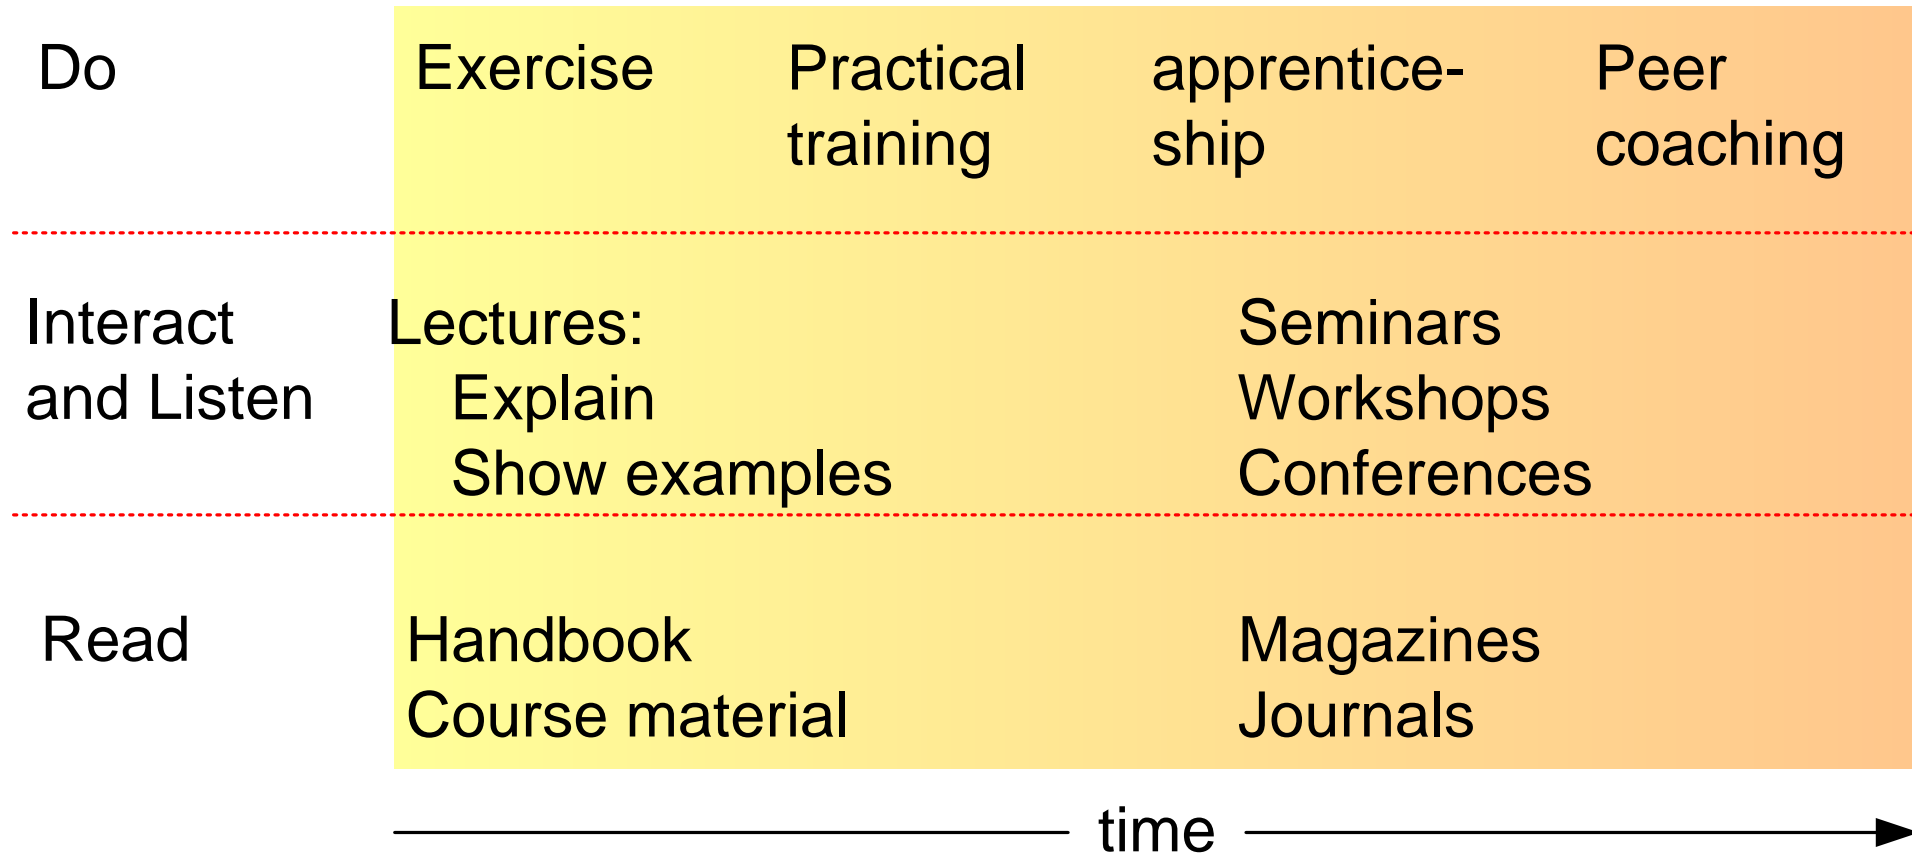 Do
Exercise
Practical
training
apprentice-
ship
Peer
coaching
Interact
and Listen
Lectures:
Explain
Show examples
Seminars
Workshops
Conferences
Read
Handbook
Course material
Magazines
Journals
time